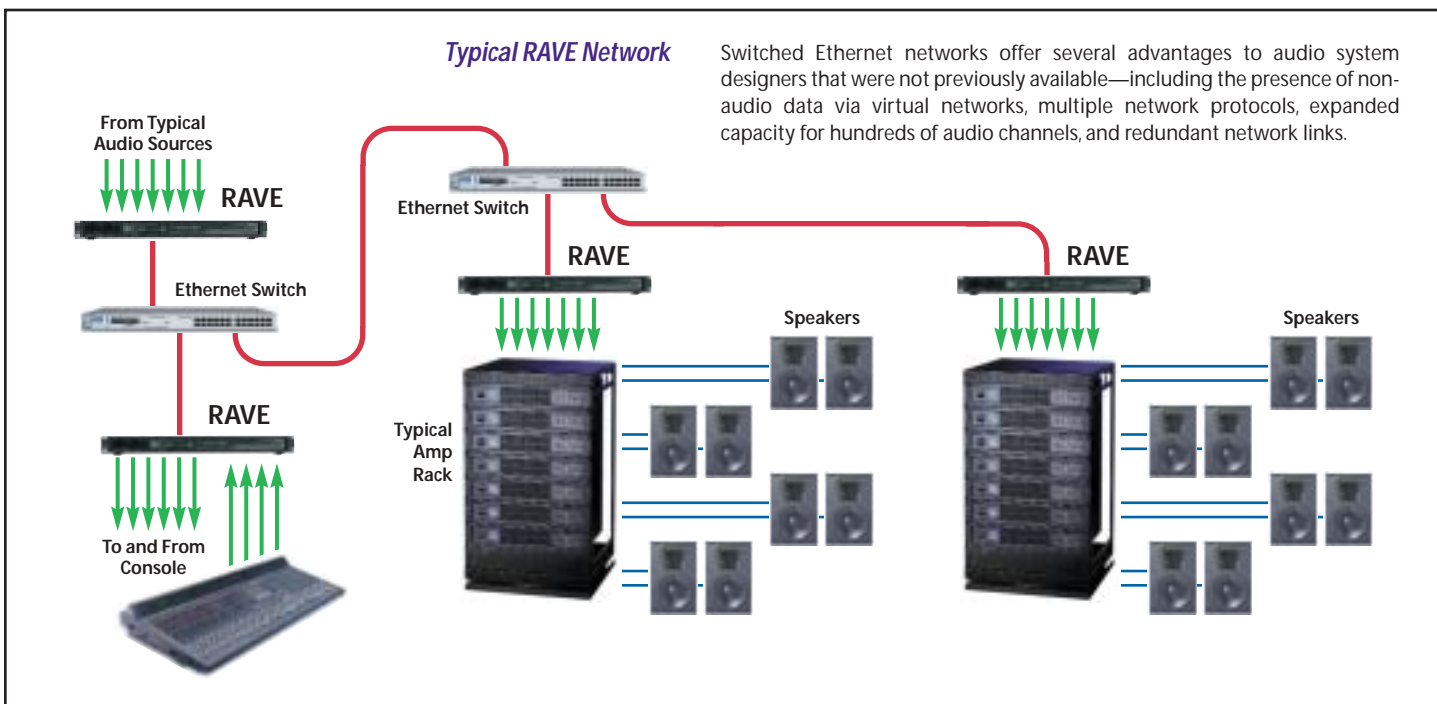 Typical RAVE Network
Switched Ethernet networks offer several advantages to audio system
designers that were not previously available—including the presence of non-
audio data via virtual networks, multiple network protocols, expanded
capacity for hundreds of audio channels, and redundant network links.
From Typical
Audio Sources
RAVE
Ethernet Switch
RAVE
To and From
Console
Ethernet Switch
RAVE
Speakers
Typical
Amp
Rack
RAVE
Speakers